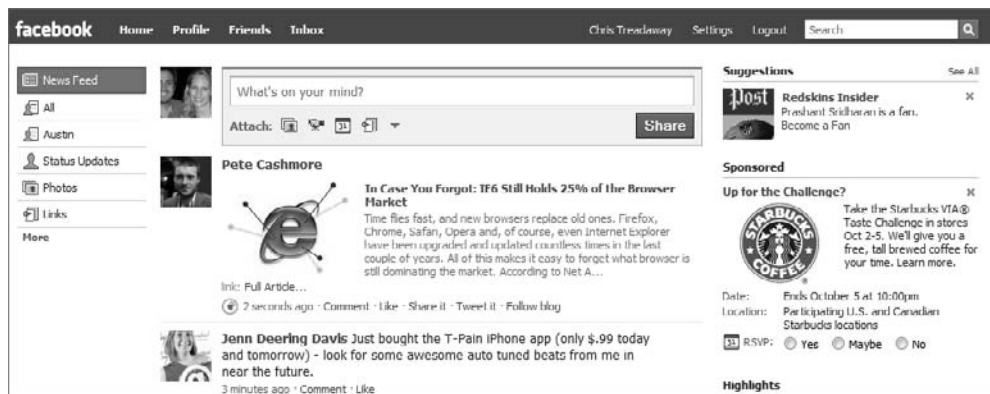 facebook Home Profile Friends Inbox Chris Treadaway Settings Logout Search
News Feed
All
Austin
Status Updates
Photos
Links
More
What's on your mind?
Attach: 31 Share
Pete Cashmore
In Case You Forgot: IE6 Still Holds 25% of the Browser
Market
Time flies fast, and new browsers replace old ones. Firefox,
Chrome, Safari, Opera and, of course, even Internet Explorer
have been upgraded and updated countless times in the last
couple of years. All of this makes it easy to forget what browser is
still dominating the market. According to Net A...
link: Full Article...
2 seconds ago · Comment · Like · Share it · Tweet it · Follow blog
Jenn Deering Davis Just bought the T-Pain iPhone app (only $.99 today
and tomorrow) - look for some awesome auto tuned beats from me in
near the future.
3 minutes ago · Comment · Like
Suggestions See All
Post
Redskins Insider
Prashant Sridharan is a fan.
Become a Fan
Sponsored
Up for the Challenge?
STARBUCKS
COFFEE
®
Take the Starbucks VIA®
Taste Challenge in stores
Oct 2-5. We'll give you a
free, tall brewed coffee for
your time. Learn more.
Date: Ends October 5 at 10:00pm
Location: Participating U.S. and Canadian
Starbucks locations
31 RSVP: Yes Maybe No
Highlights